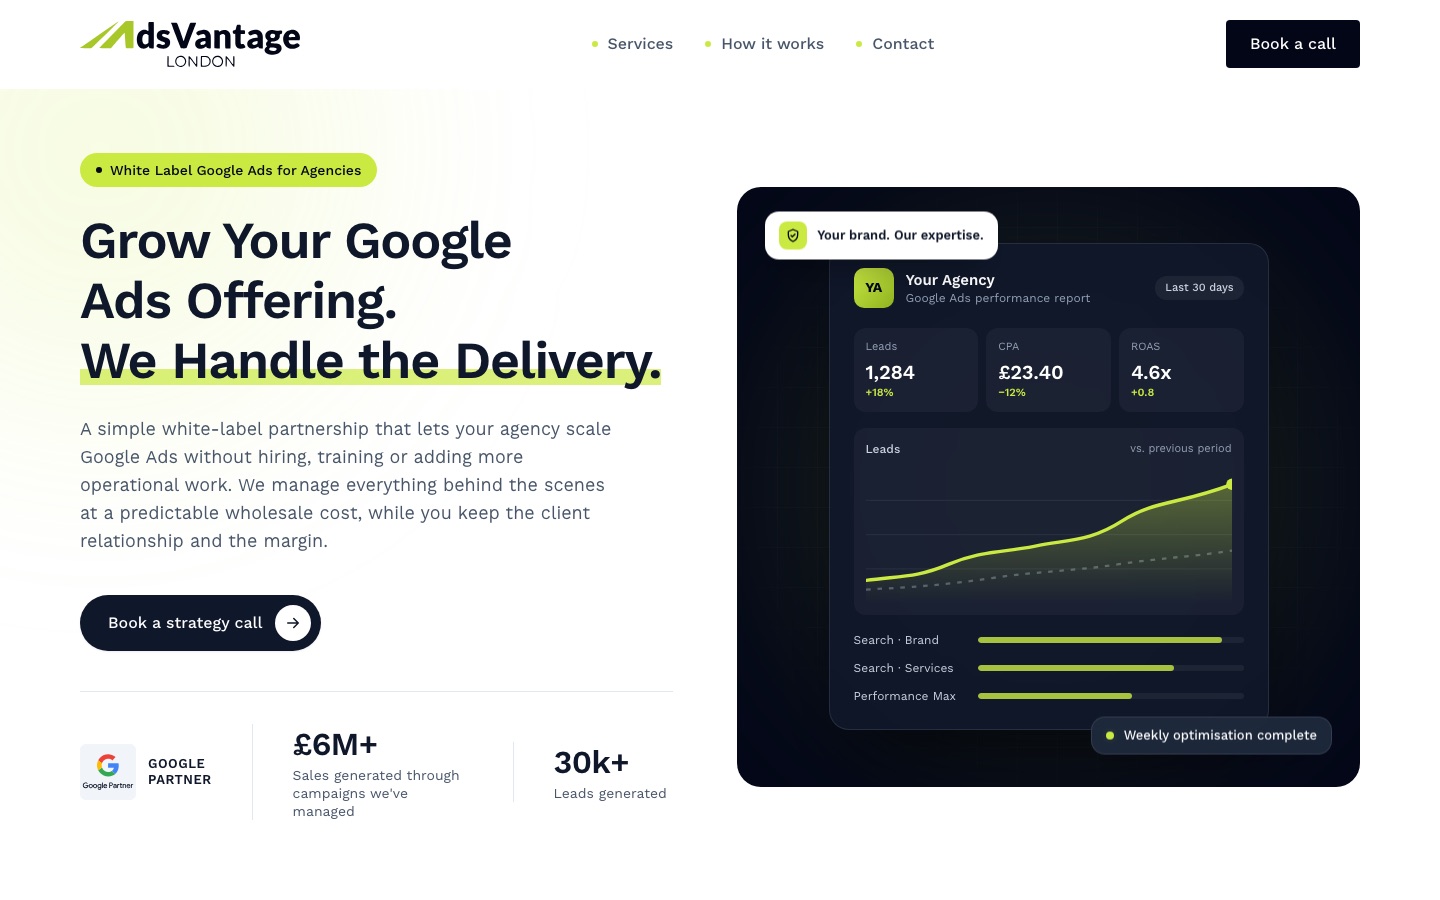 AdsVantage
LONDON
Services
How it works
Contact
Book a call
White Label Google Ads for Agencies
Grow Your Google
Ads Offering.
We Handle the Delivery.
A simple white-label partnership that lets your agency scale
Google Ads without hiring, training or adding more
operational work. We manage everything behind the scenes
at a predictable wholesale cost, while you keep the client
relationship and the margin.
Book a strategy call
Google Partner
GOOGLE
PARTNER
£6M+
Sales generated through
campaigns we've
managed
30k+
Leads generated
Your brand. Our expertise.
YA
Your Agency
Google Ads performance report
Last 30 days
Leads
1,284
+18%
CPA
£23.40
−12%
ROAS
4.6x
+0.8
Leads
vs. previous period
Search · Brand
Search · Services
Performance Max
Weekly optimisation complete